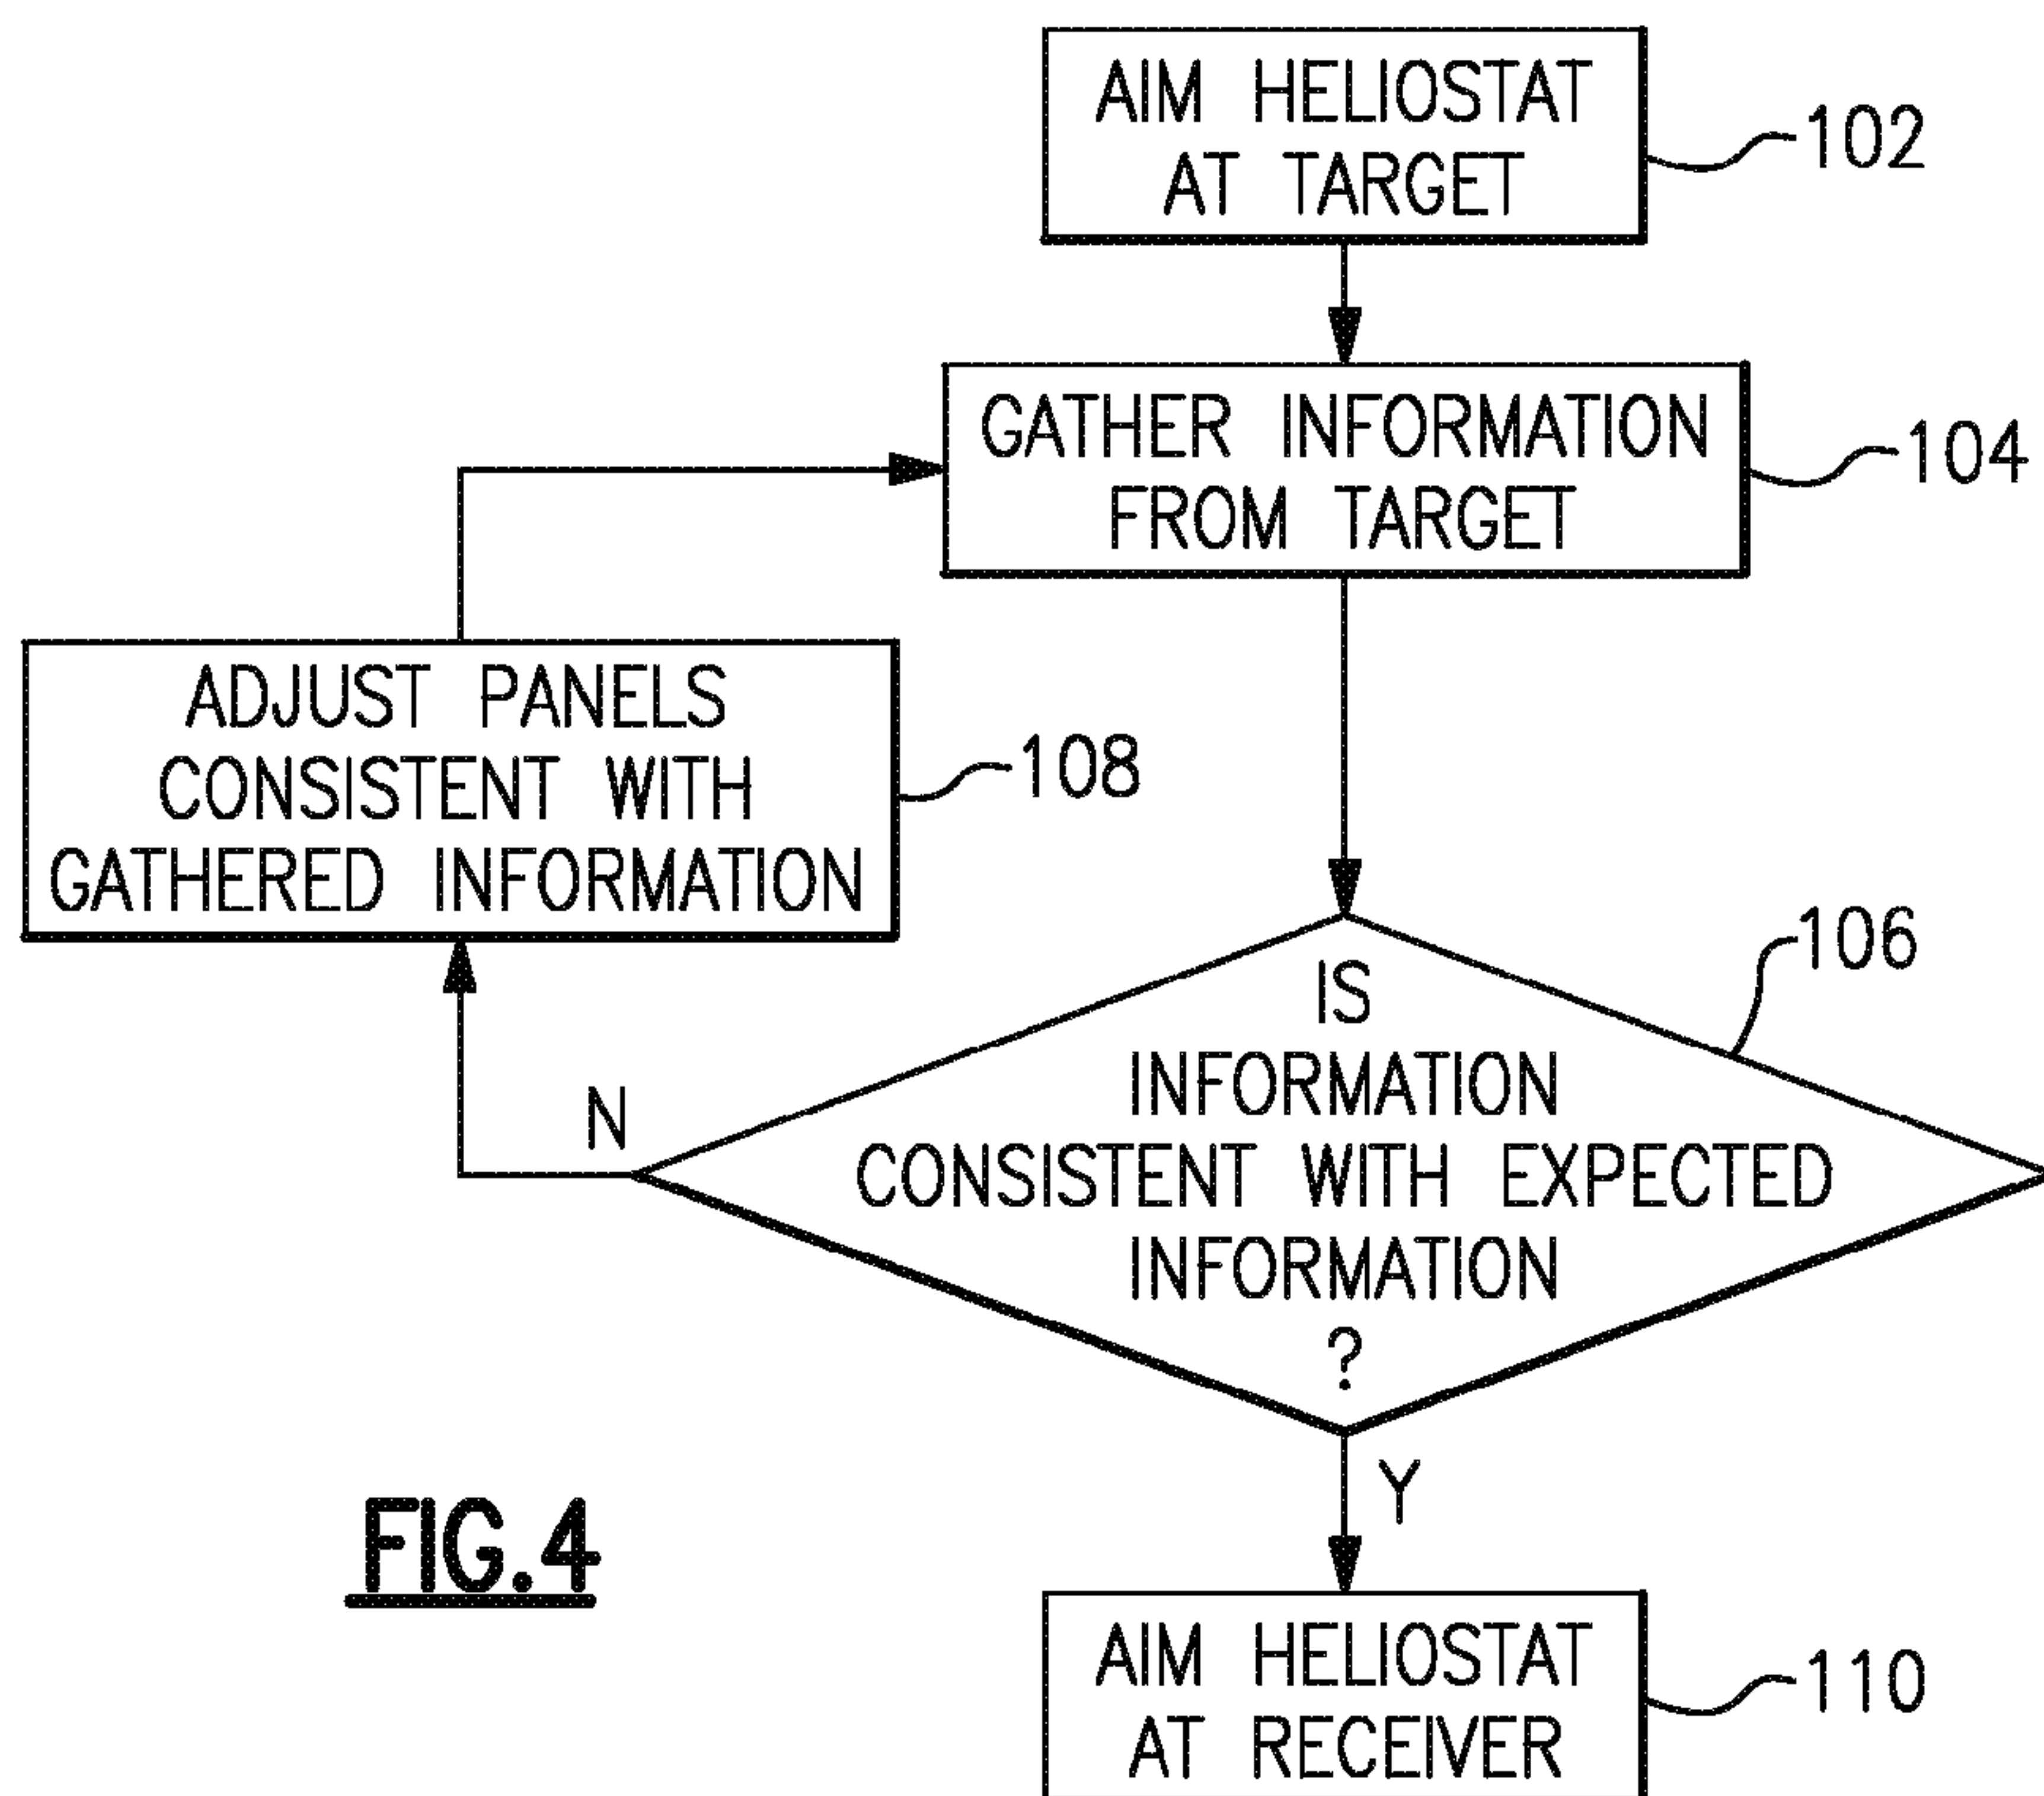 AIM HELIOSTAT
AT TARGET
102
GATHER INFORMATION
FROM TARGET
104
ADJUST PANELS
CONSISTENT WITH
GATHERED INFORMATION
108
IS
INFORMATION
CONSISTENT WITH EXPECTED
INFORMATION
?
106
N
Y
AIM HELIOSTAT
AT RECEIVER
110
FIG.4